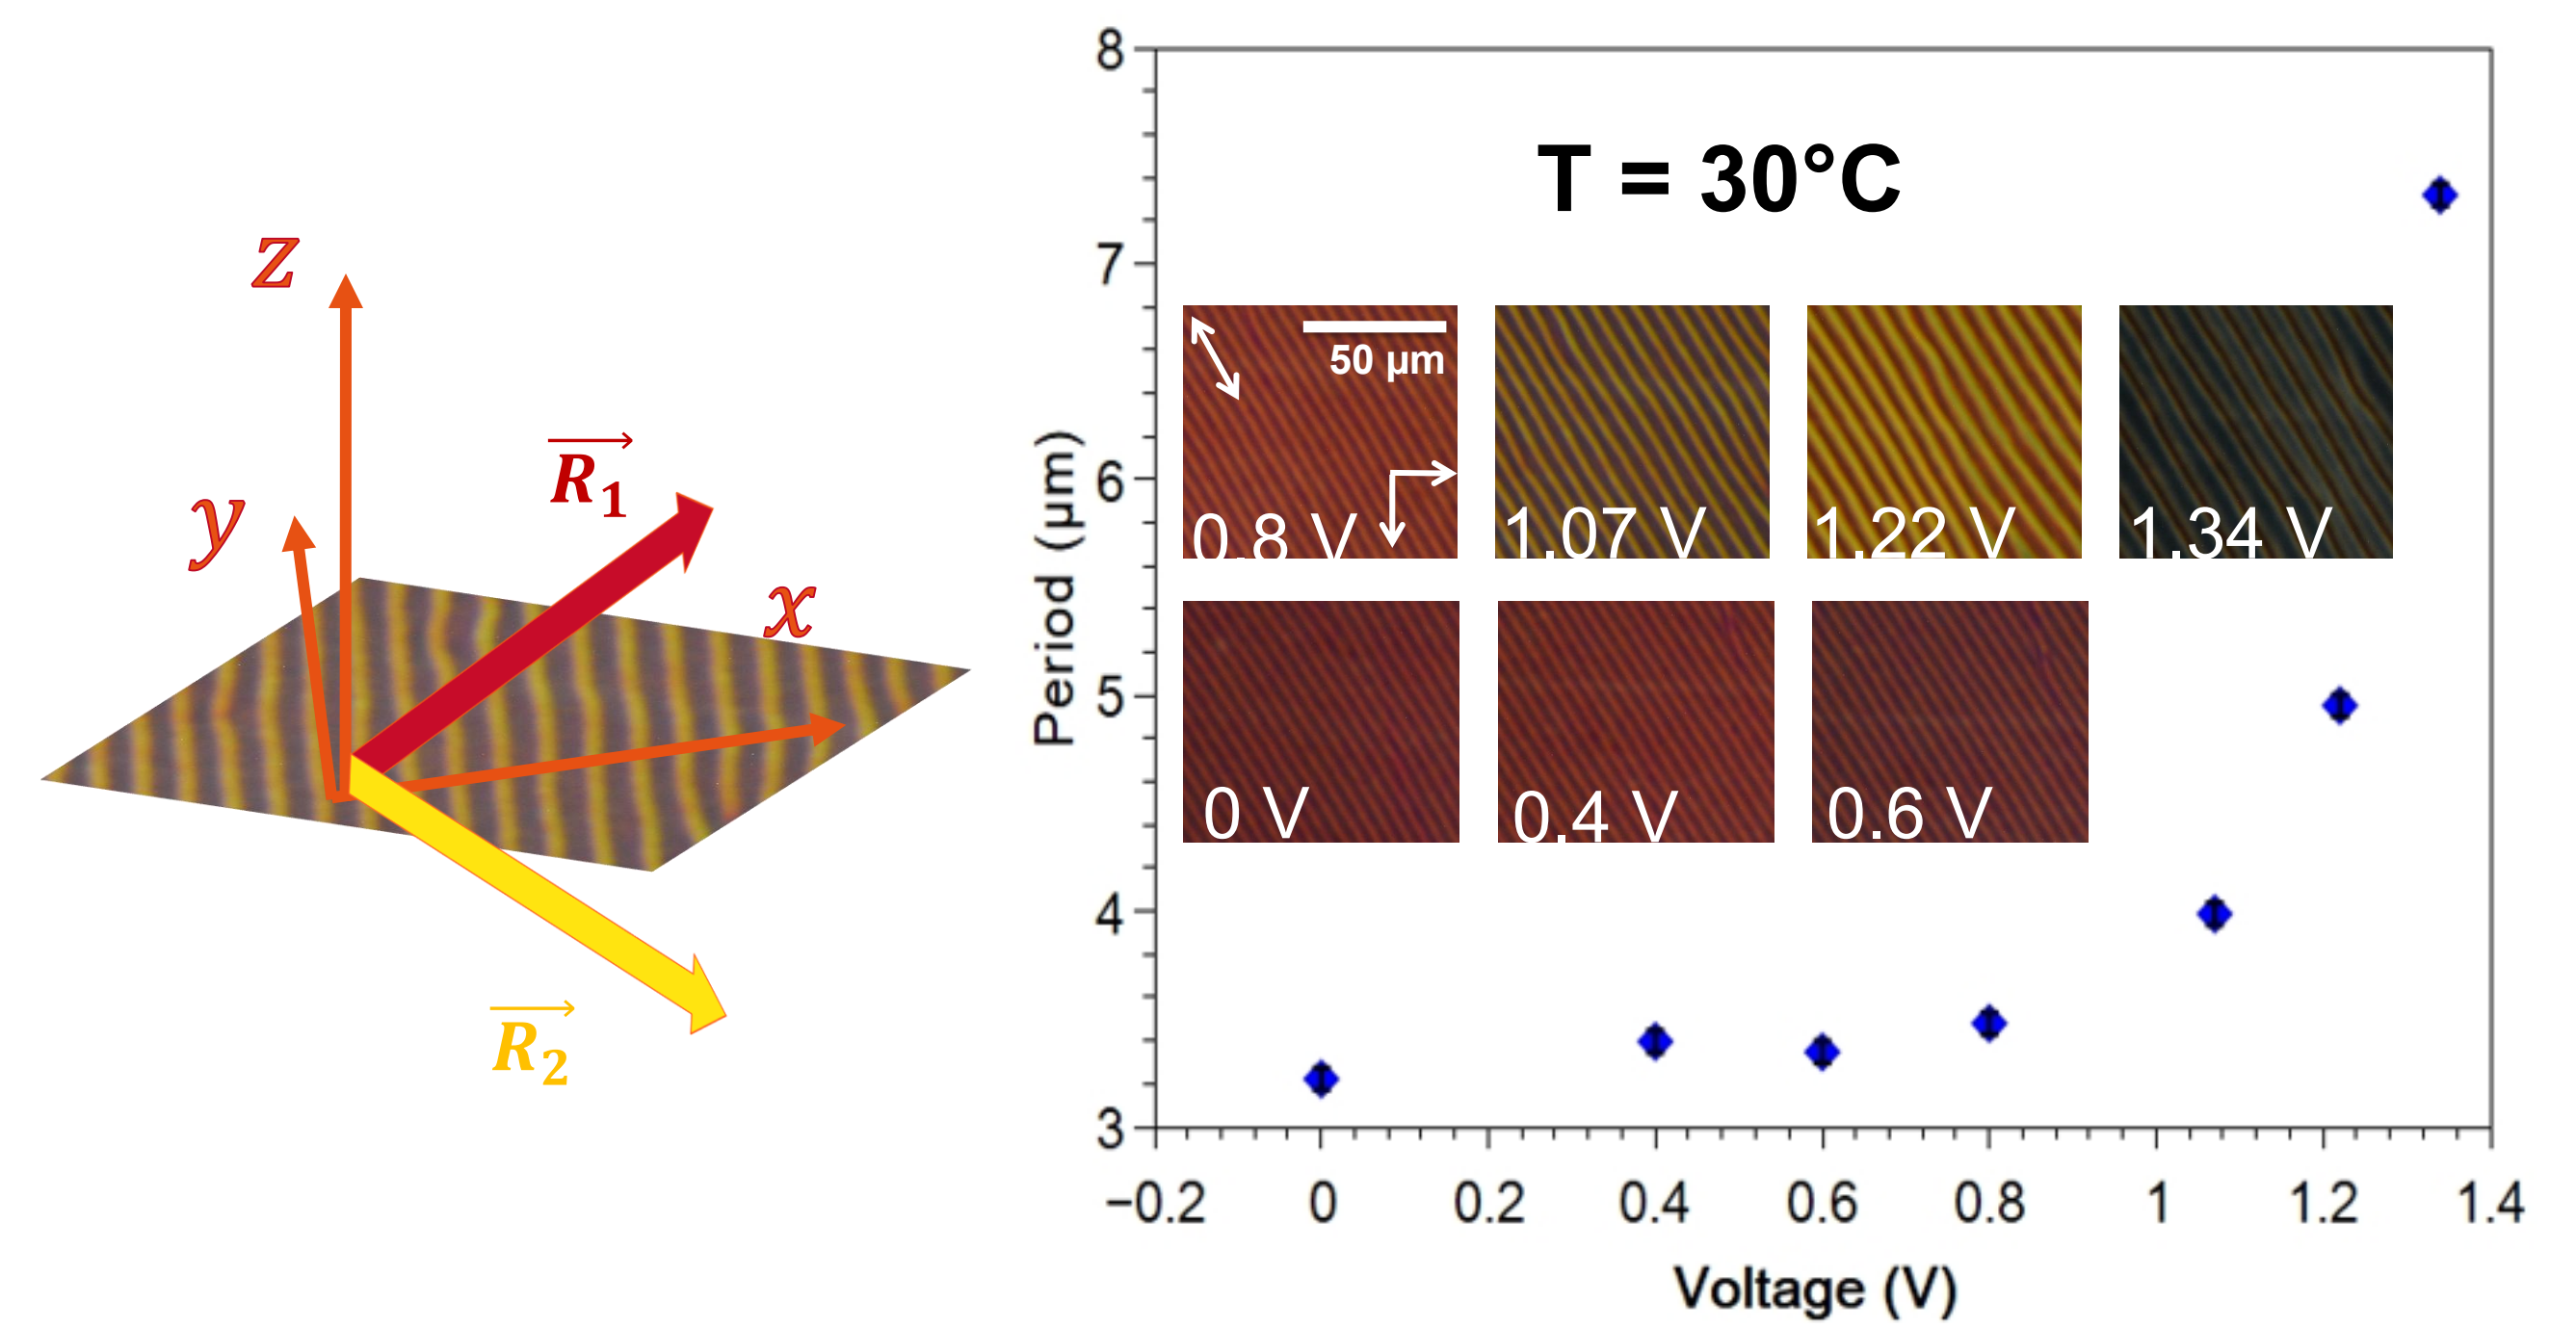 z
y
R₁
x
R₂
8
7
6
5
4
3
Period (µm)
T = 30°C
50 µm
0.8 V
1.07 V
1.22 V
1.34 V
0 V
0.4 V
0.6 V
−0.2 0 0.2 0.4 0.6 0.8 1 1.2 1.4
Voltage (V)